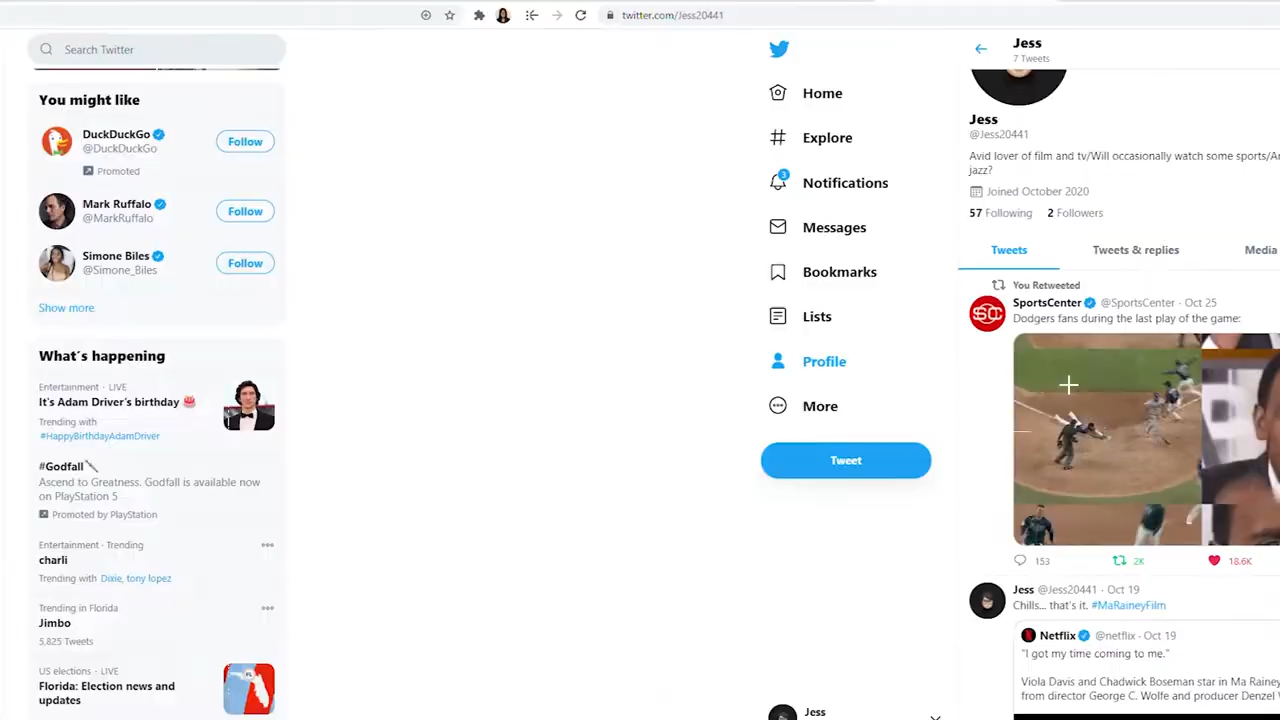 twitter.com/Jess20441
Search Twitter
You might like
DuckDuckGo
@DuckDuckGo
Follow
Promoted
Mark Ruffalo
@MarkRuffalo
Follow
Simone Biles
@Simone_Biles
Follow
Show more
What's happening
Entertainment · LIVE
It's Adam Driver's birthday
Trending with
#HappyBirthdayAdamDriver
#Godfall
Ascend to Greatness. Godfall is available now
on PlayStation 5
Promoted by PlayStation
Entertainment · Trending
charli
Trending with Dixie, tony lopez
Trending in Florida
Jimbo
5,825 Tweets
US elections · LIVE
Florida: Election news and
updates
Home
Explore
3
Notifications
Messages
Bookmarks
Lists
Profile
More
Tweet
Jess
Jess
7 Tweets
Jess
@Jess20441
Avid lover of film and tv/Will occasionally watch some sports/
jazz?
Joined October 2020
57 Following 2 Followers
Tweets Tweets & replies Media
You Retweeted
SC
SportsCenter @SportsCenter · Oct 25
Dodgers fans during the last play of the game:
153 2K 18.6K
Jess @Jess20441 · Oct 19
Chills... that's it. #MaRaineyFilm
Netflix @netflix · Oct 19
"I got my time coming to me."
Viola Davis and Chadwick Boseman star in Ma Rainey
from director George C. Wolfe and producer Denzel